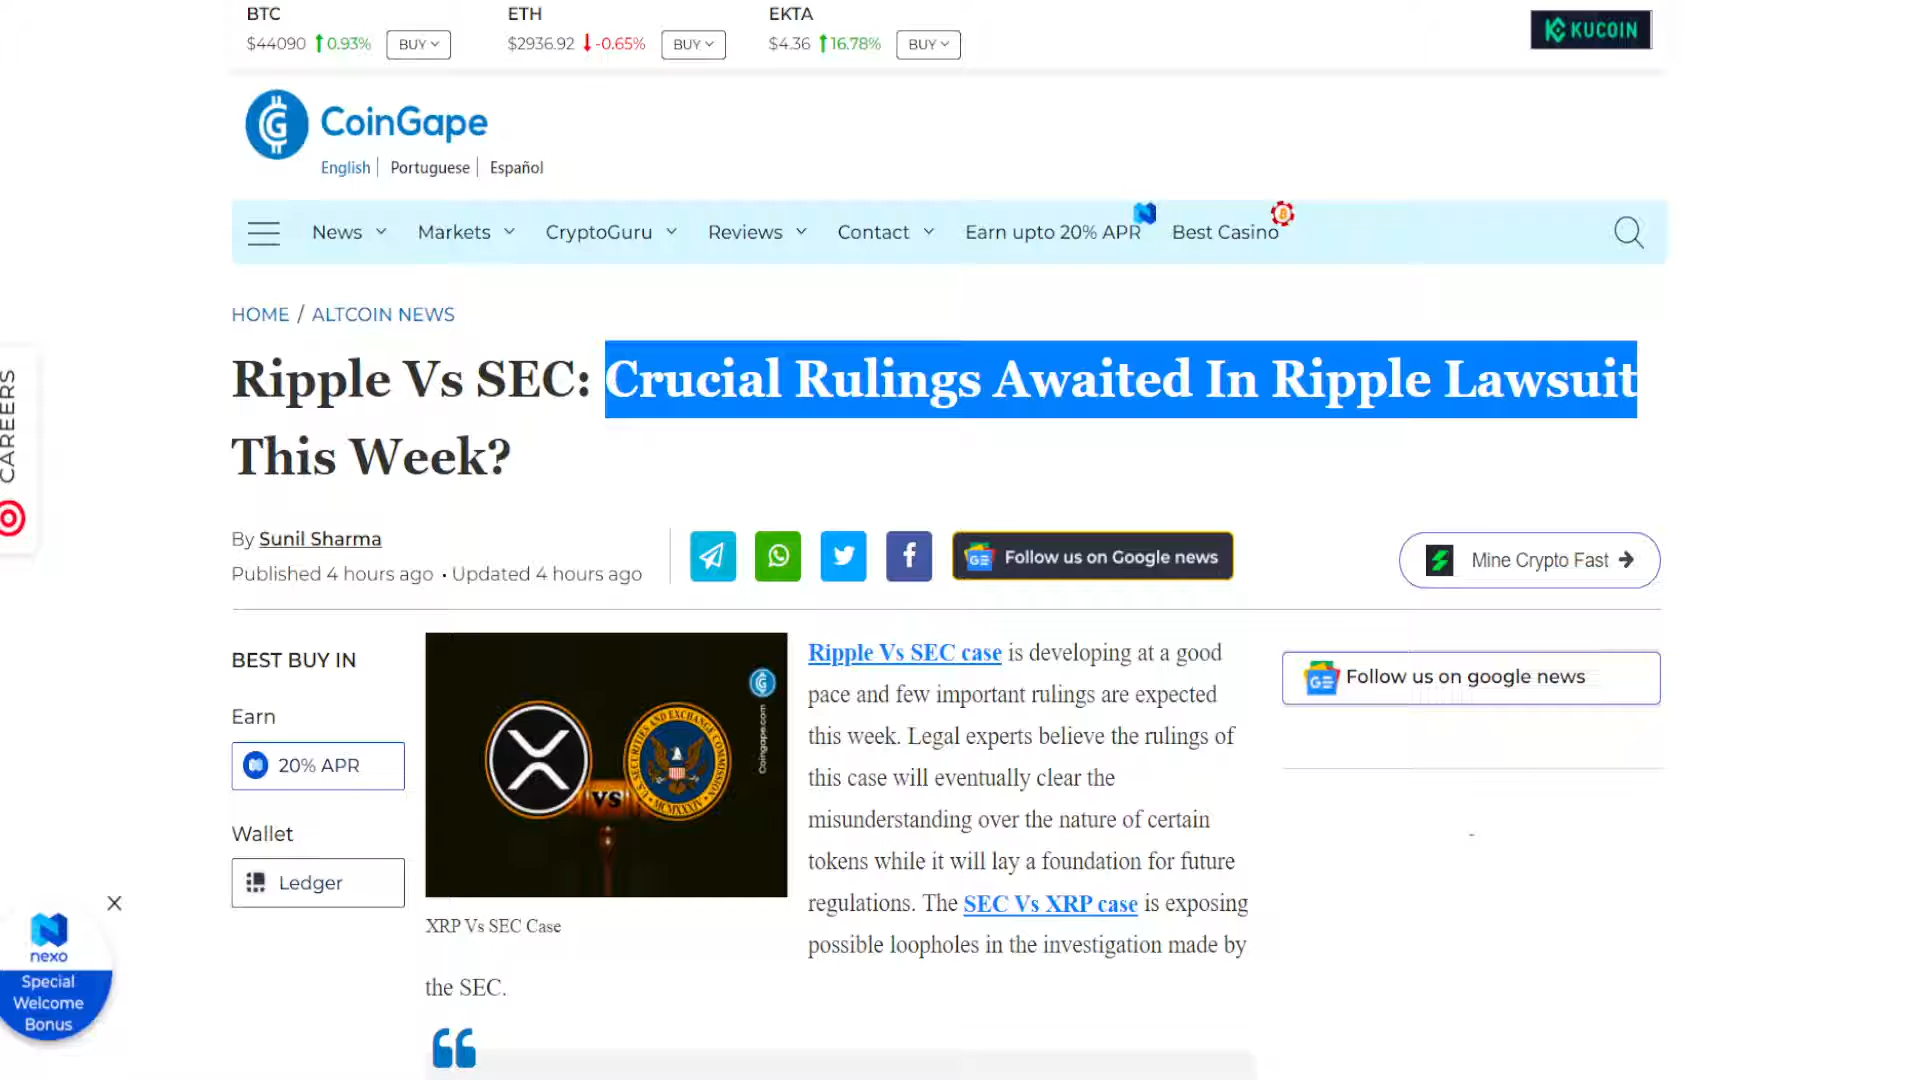 BTC
$44090 0.93% BUY
ETH
$2936.92 -0.65% BUY
EKTA
$4.36 16.78% BUY
KUCOIN
CoinGape
English Portuguese Español
News Markets CryptoGuru Reviews Contact Earn upto 20% APR Best Casino
HOME / ALTCOIN NEWS
Ripple Vs SEC: Crucial Rulings Awaited In Ripple Lawsuit
This Week?
CAREERS
By Sunil Sharma
Published 4 hours ago • Updated 4 hours ago
Follow us on Google news
Mine Crypto Fast →
BEST BUY IN
Earn
20% APR
Wallet
Ledger
VS
U.S. SECURITIES AND EXCHANGE COMMISSION
MCMXXXIV
Coingape.com
XRP Vs SEC Case
Ripple Vs SEC case is developing at a good
pace and few important rulings are expected
this week. Legal experts believe the rulings of
this case will eventually clear the
misunderstanding over the nature of certain
tokens while it will lay a foundation for future
regulations. The SEC Vs XRP case is exposing
possible loopholes in the investigation made by
the SEC.
Follow us on google news
nexo
Special
Welcome
Bonus